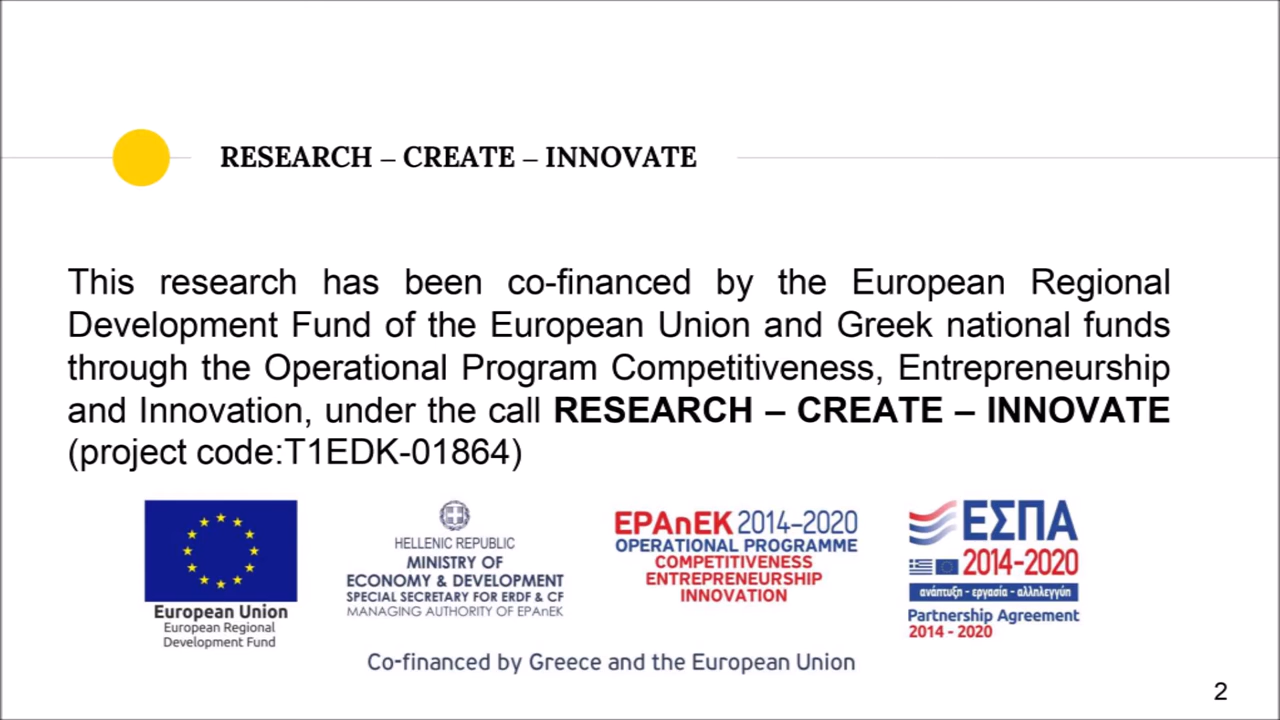 RESEARCH – CREATE – INNOVATE
This research has been co-financed by the European Regional
Development Fund of the European Union and Greek national funds
through the Operational Program Competitiveness, Entrepreneurship
and Innovation, under the call RESEARCH – CREATE – INNOVATE
(project code:T1EDK-01864)
European Union
European Regional
Development Fund
HELLENIC REPUBLIC
MINISTRY OF
ECONOMY & DEVELOPMENT
SPECIAL SECRETARY FOR ERDF & CF
MANAGING AUTHORITY OF EPAnEK
EPAnEK 2014–2020
OPERATIONAL PROGRAMME
COMPETITIVENESS
ENTREPRENEURSHIP
INNOVATION
ΕΣΠΑ
2014-2020
ανάπτυξη - εργασία - αλληλεγγύη
Partnership Agreement
2014 - 2020
Co-financed by Greece and the European Union
2